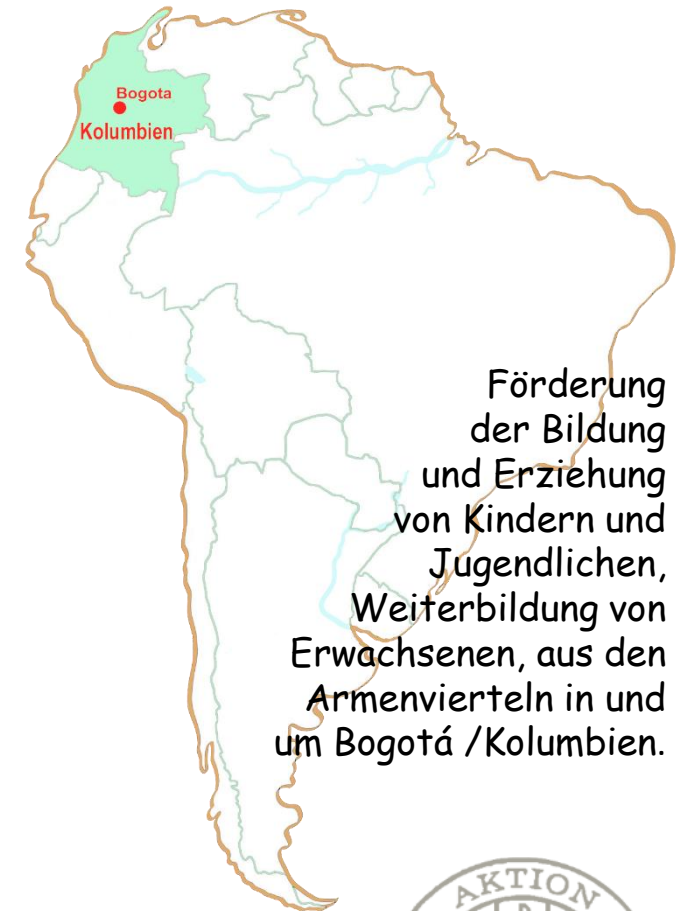 Bogota
Kolumbien
Förderung
der Bildung
und Erziehung
von Kindern und
Jugendlichen,
Weiterbildung von
Erwachsenen, aus den
Armenvierteln in und
um Bogotá /Kolumbien.
AKTION